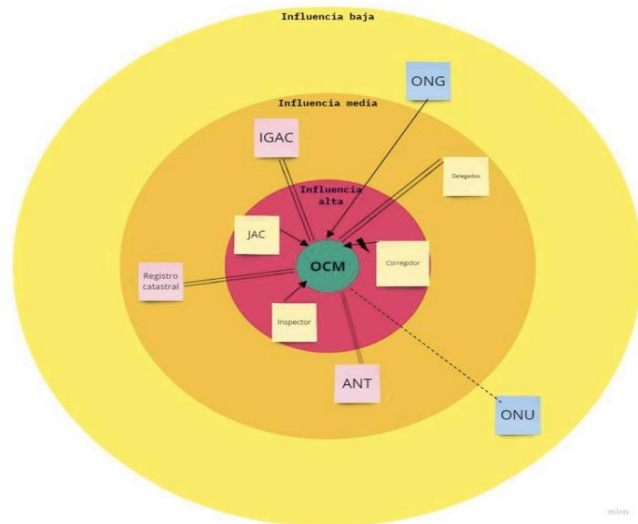 Influencia baja
ONG
Influencia media
IGAC
Delegados
Influencia
alta
JAC
OCM
Corregidor
Registro
catastral
Inspector
ANT
ONU
miro